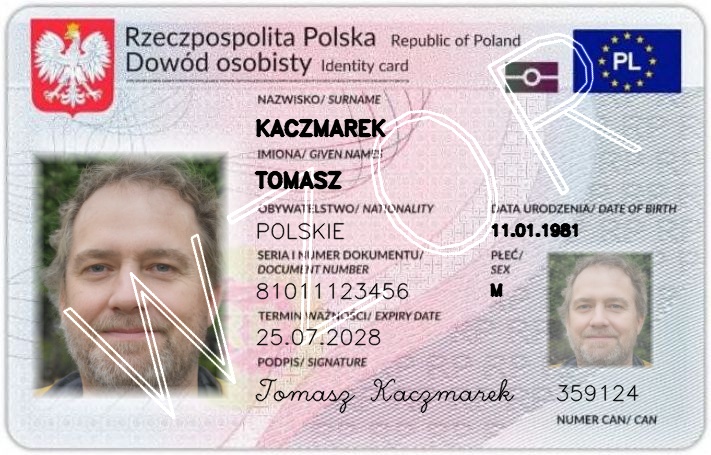 Rzeczpospolita Polska Republic of Poland
Dowód osobisty Identity card
PL
NAZWISKO/ SURNAME
KACZMAREK
IMIONA/ GIVEN NAMES
TOMASZ
OBYWATELSTWO/ NATIONALITY
DATA URODZENIA/ DATE OF BIRTH
POLSKIE
11.01.1981
SERIA I NUMER DOKUMENTU/
DOCUMENT NUMBER
PŁEĆ/
SEX
81011123456
M
TERMIN WAŻNOŚCI/ EXPIRY DATE
25.07.2028
PODPIS/ SIGNATURE
Tomasz Kaczmarek
359124
NUMER CAN/ CAN
WZÓR